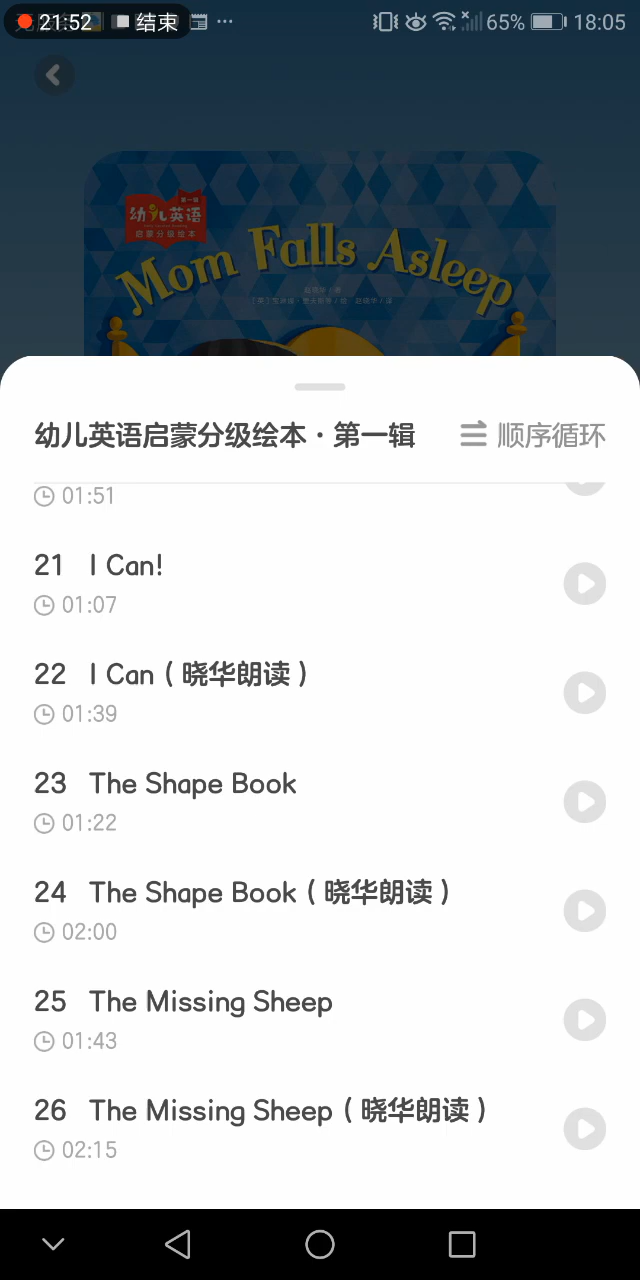 21:52 结束
65% 18:05
第一辑
幼儿英语
启蒙分级绘本
Mom Falls Asleep
幼儿英语启蒙分级绘本·第一辑
顺序循环
01:51
21 I Can!
01:07
22 I Can（晓华朗读）
01:39
23 The Shape Book
01:22
24 The Shape Book（晓华朗读）
02:00
25 The Missing Sheep
01:43
26 The Missing Sheep（晓华朗读）
02:15